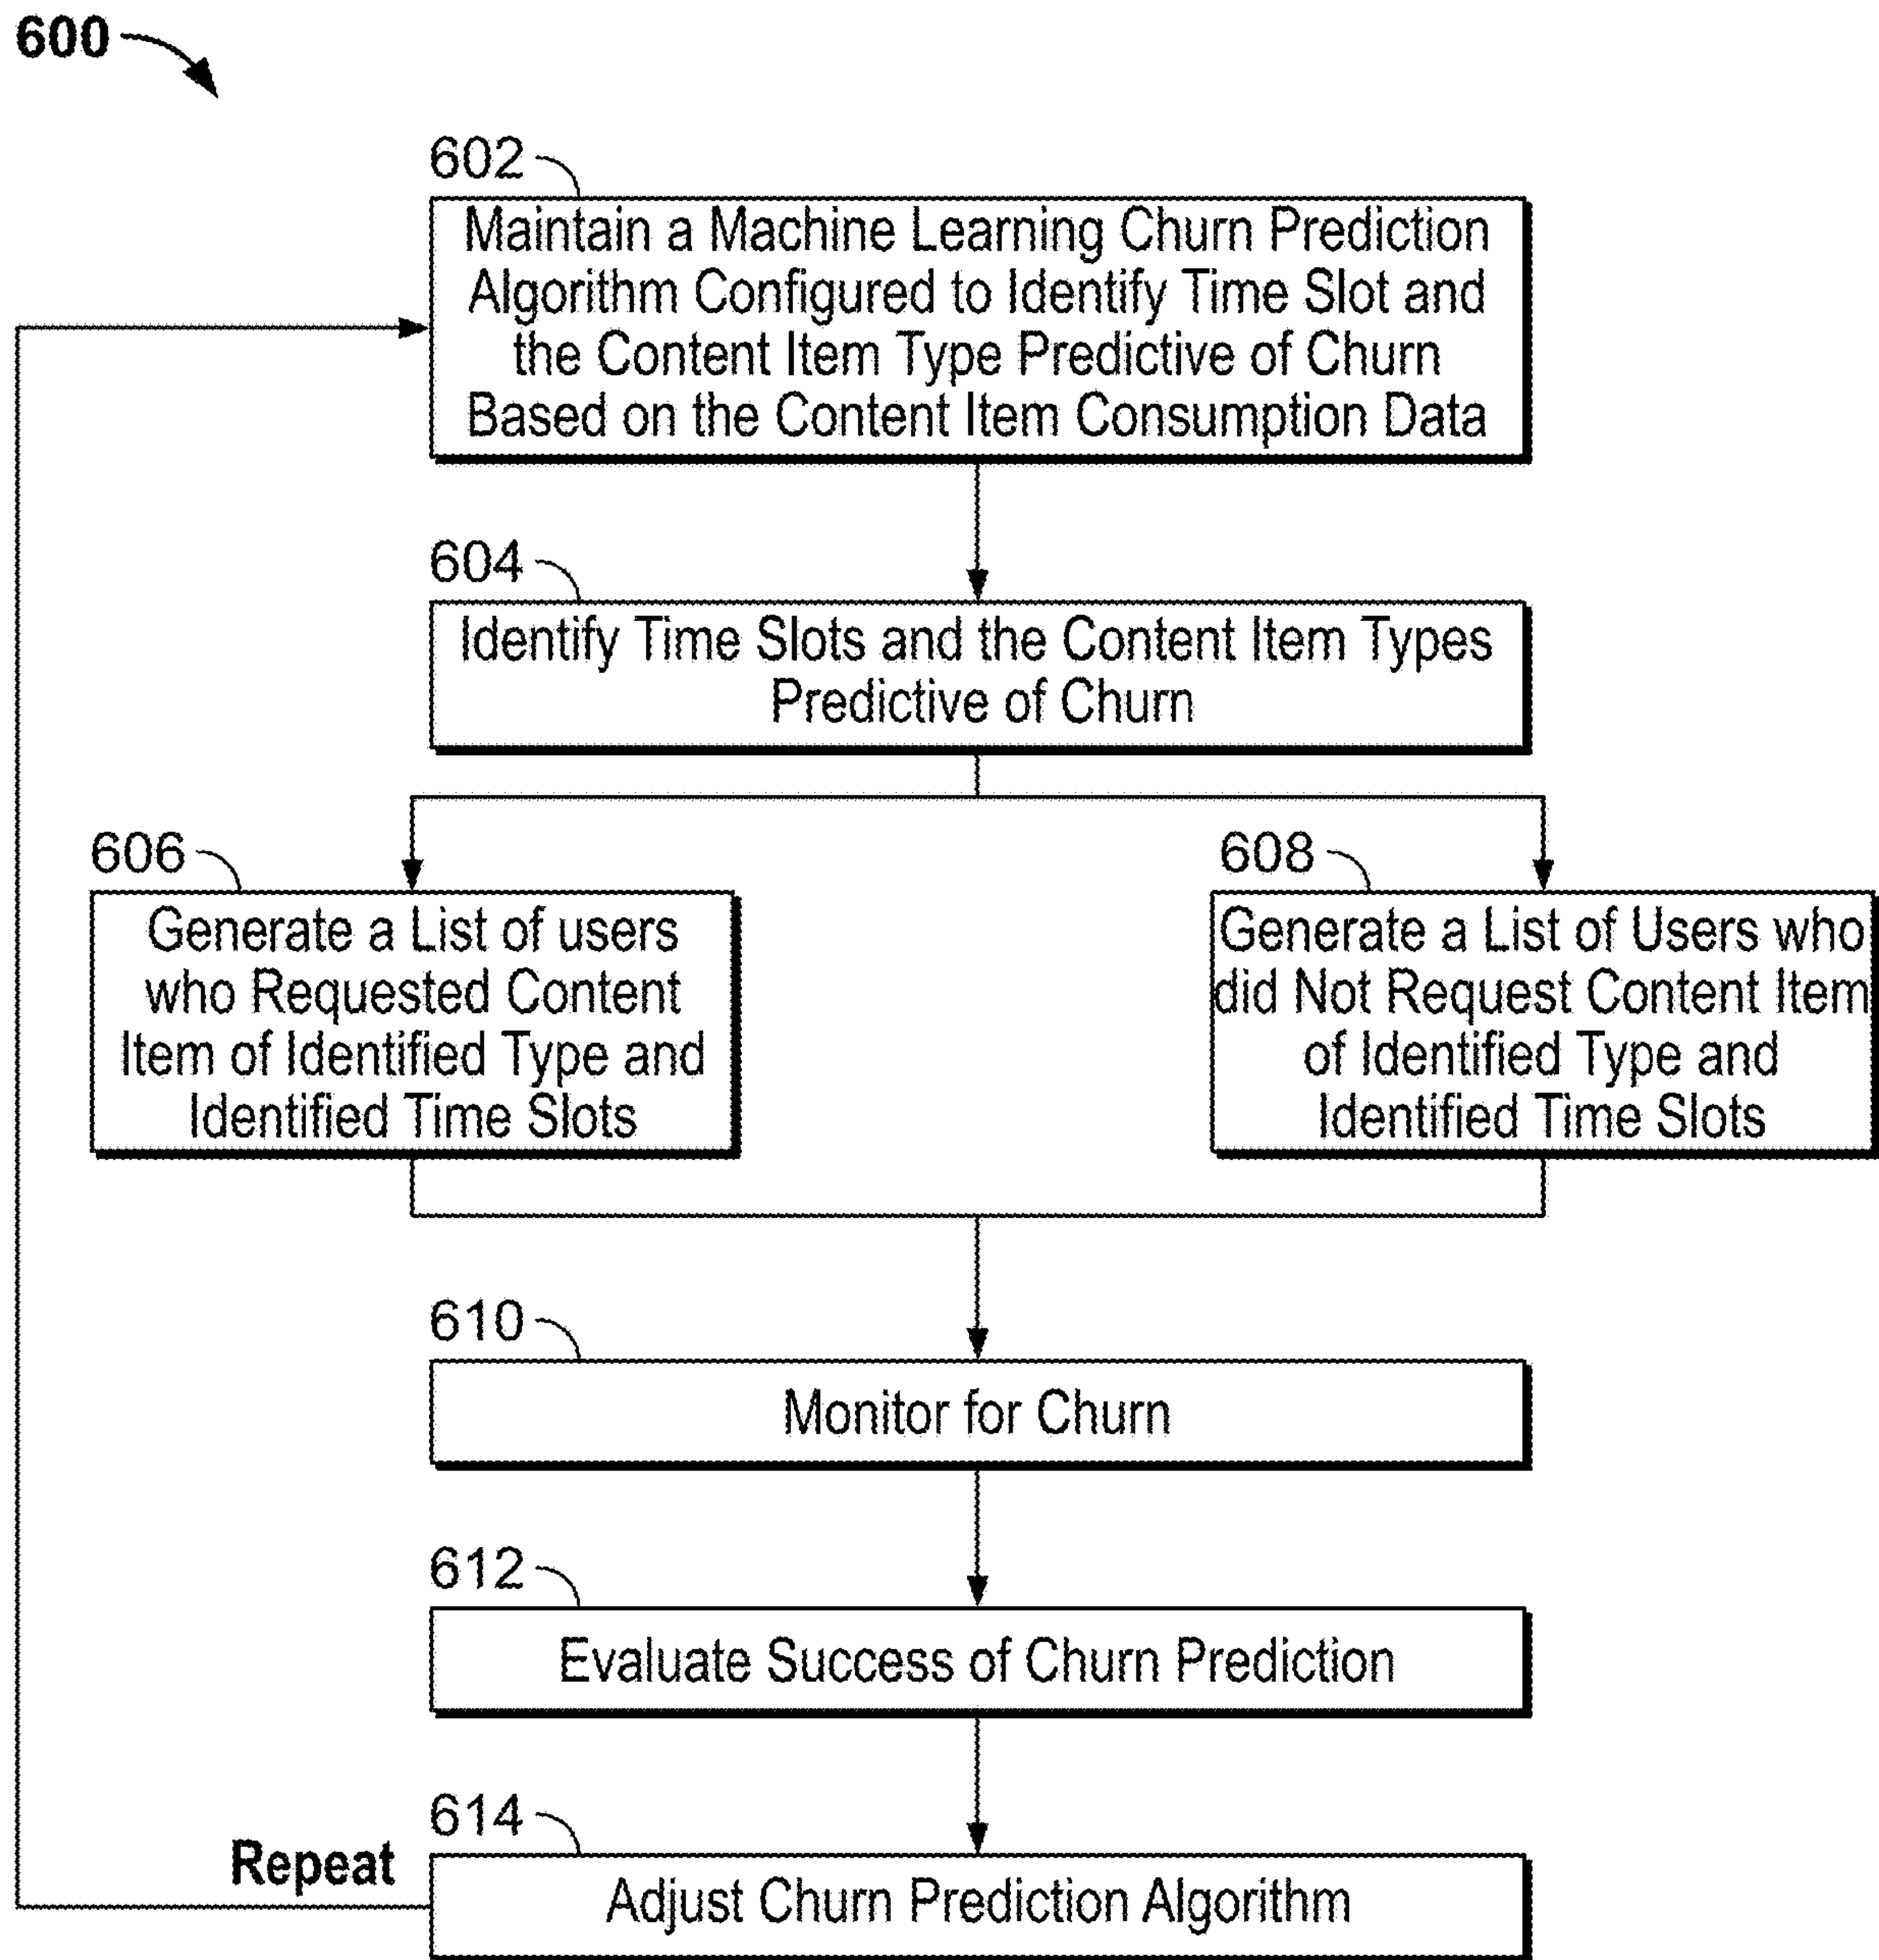 600
602
Maintain a Machine Learning Churn Prediction
Algorithm Configured to Identify Time Slot and
the Content Item Type Predictive of Churn
Based on the Content Item Consumption Data
604
Identify Time Slots and the Content Item Types
Predictive of Churn
606
Generate a List of users
who Requested Content
Item of Identified Type and
Identified Time Slots
608
Generate a List of Users who
did Not Request Content Item
of Identified Type and
Identified Time Slots
610
Monitor for Churn
612
Evaluate Success of Churn Prediction
614
Repeat
Adjust Churn Prediction Algorithm